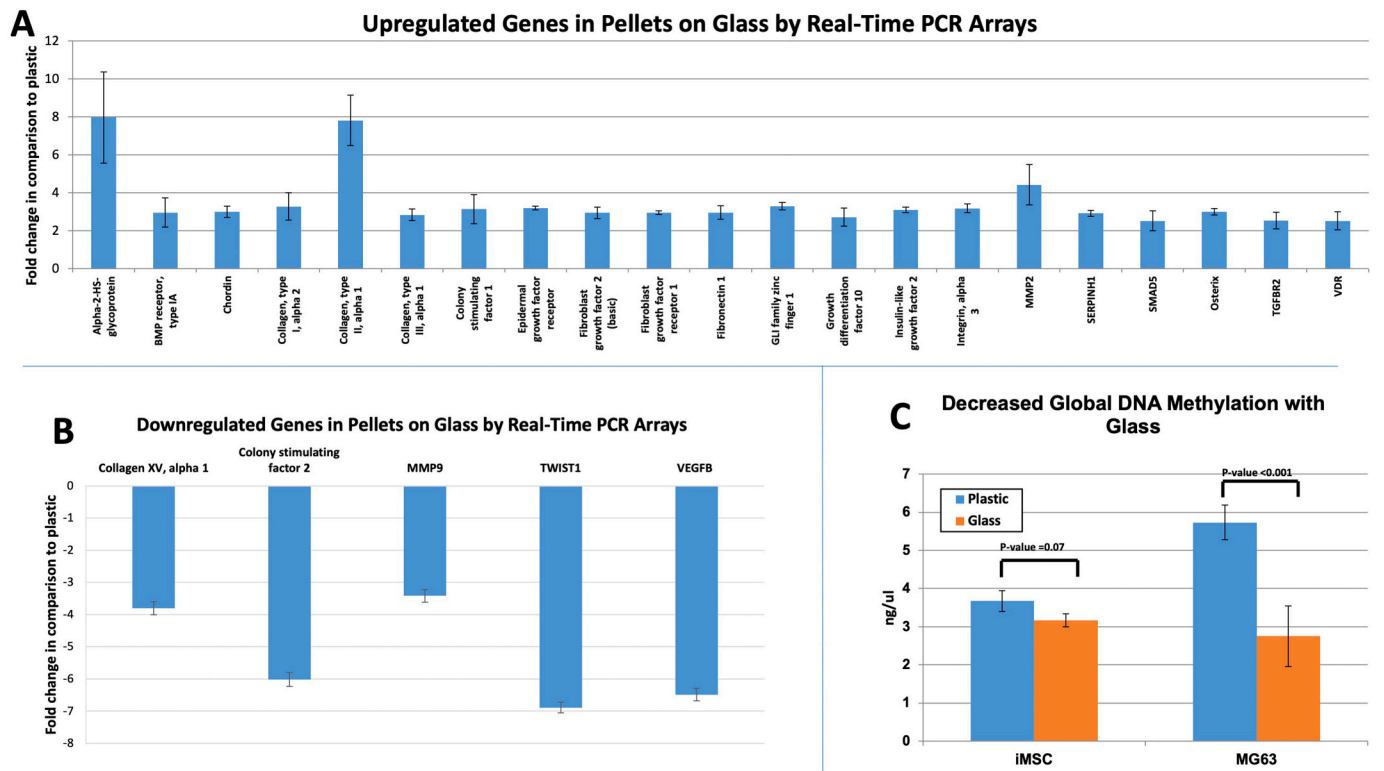 A
Upregulated Genes in Pellets on Glass by Real-Time PCR Arrays
Fold change in comparison to plastic
12
10
8
6
4
2
0
Alpha-2-HS-
glycoprotein
BMP receptor,
type IA
Chordin
Collagen, type
I, alpha 2
Collagen, type
II, alpha 1
Collagen, type
III, alpha 1
Colony
stimulating
factor 1
Epidermal
growth factor
receptor
Fibroblast
growth factor 2
(basic)
Fibroblast
growth factor
receptor 1
Fibronectin 1
GLI family zinc
finger 1
Growth
differentiation
factor 10
Insulin-like
growth factor 2
Integrin, alpha
3
MMP2
SERPINH1
SMAD5
Osterix
TGFBR2
VDR
B
Downregulated Genes in Pellets on Glass by Real-Time PCR Arrays
Fold change in comparison to plastic
Collagen XV, alpha 1
Colony stimulating
factor 2
MMP9
TWIST1
VEGFB
0
-1
-2
-3
-4
-5
-6
-7
-8
C
Decreased Global DNA Methylation with
Glass
ng/ul
7
6
5
4
3
2
1
0
Plastic
Glass
P-value =0.07
P-value <0.001
iMSC
MG63